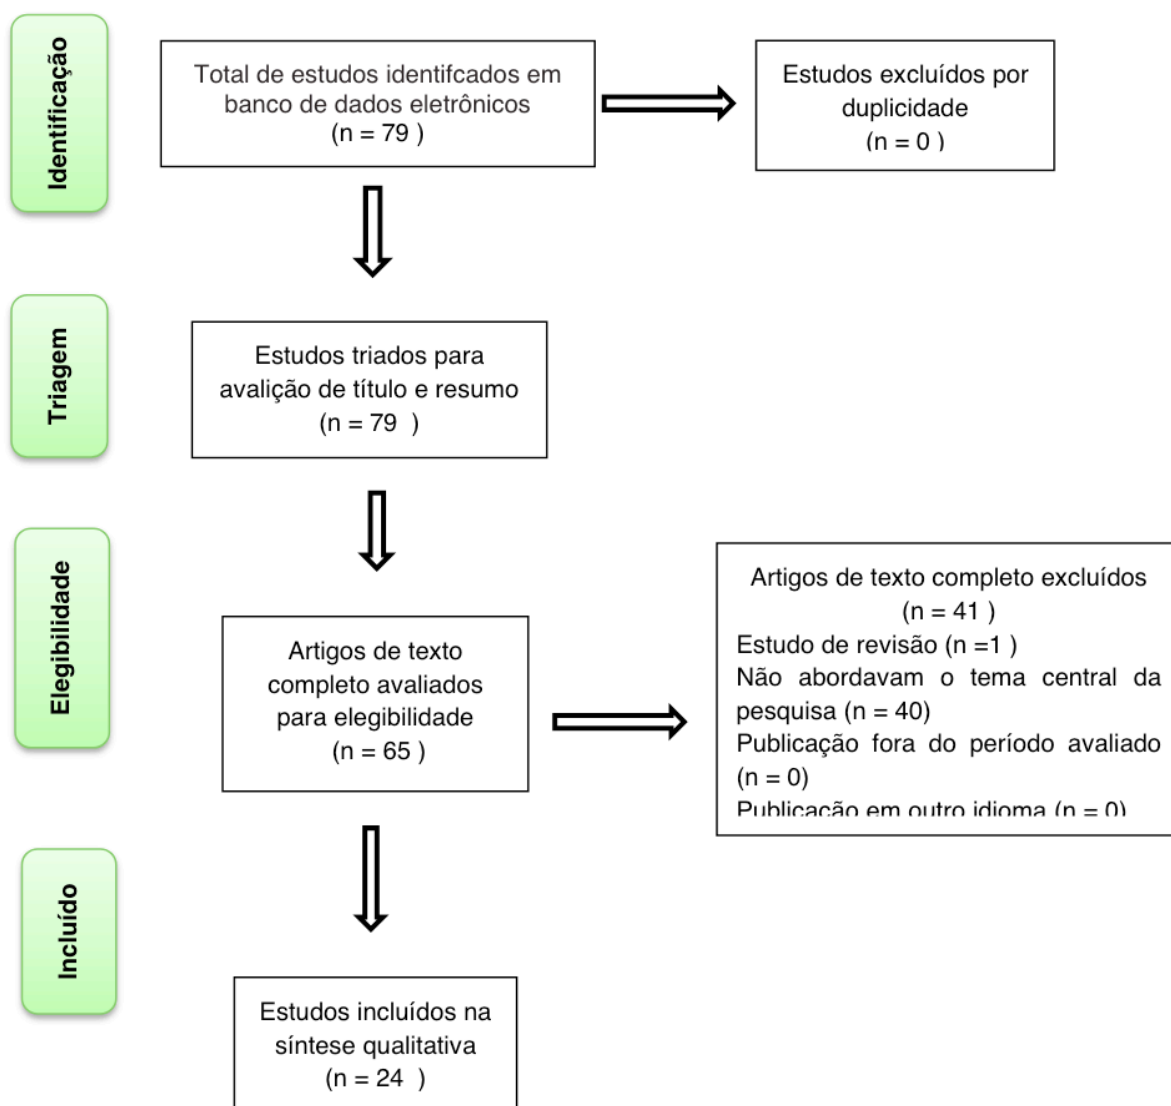 Identificação
Total de estudos identifcados em
banco de dados eletrônicos
(n = 79 )
Estudos excluídos por
duplicidade
(n = 0 )
Triagem
Estudos triados para
avalição de título e resumo
(n = 79 )
Elegibilidade
Artigos de texto
completo avaliados
para elegibilidade
(n = 65 )
Artigos de texto completo excluídos
(n = 41 )
Estudo de revisão (n =1 )
Não abordavam o tema central da
pesquisa (n = 40)
Publicação fora do período avaliado
(n = 0)
Publicação em outro idioma (n = 0)
Incluído
Estudos incluídos na
síntese qualitativa
(n = 24 )